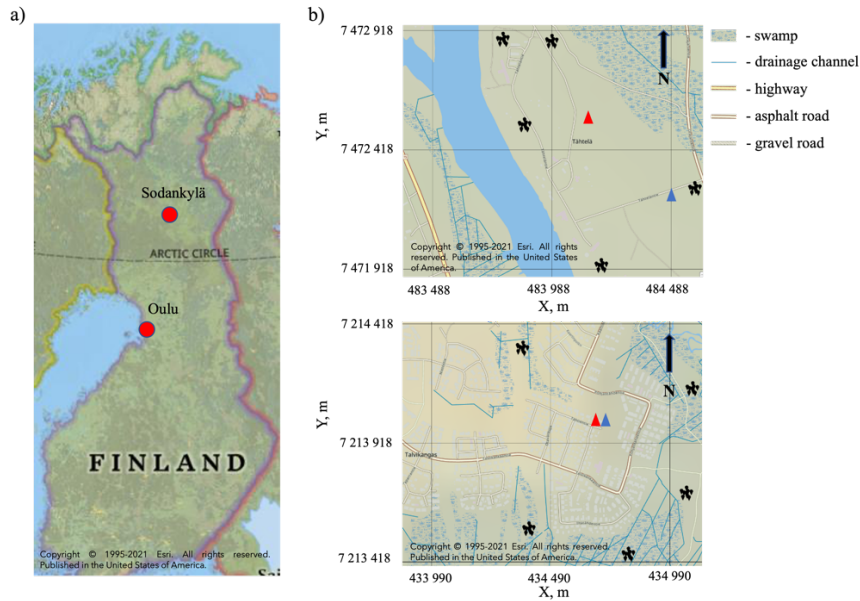 a)
Sodankylä
ARCTIC CIRCLE
Oulu
FINLAND
Copyright © 1995-2021 Esri. All rights reserved.
Published in the United States of America.
b)
7 472 918
Y, m
7 472 418
7 471 918
N
Tähtelä
Copyright © 1995-2021 Esri. All rights
reserved. Published in the United States
of America.
483 488
483 988
484 488
X, m
7 214 418
Y, m
7 213 918
7 213 418
N
Talvikangas
Copyright © 1995-2021 Esri. All rights reserved.
Published in the United States of America.
433 990
434 490
434 990
X, m
- swamp
- drainage channel
- highway
- asphalt road
- gravel road